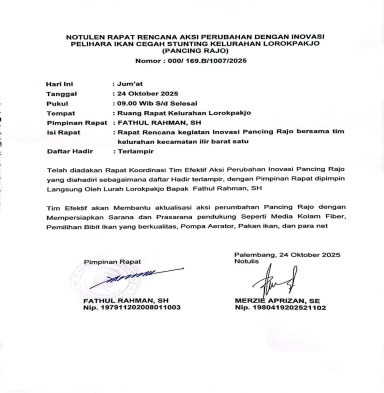 NOTULEN RAPAT RENCANA AKSI PERUBAHAN DENGAN INOVASI
PELIHARA IKAN CEGAH STUNTING KELURAHAN LOROKPAKJO
(PANCING RAJO)
Nomor : 000/ 169.B/1007/2025
Hari Ini : Jum'at
Tanggal : 24 Oktober 2025
Pukul : 09.00 Wib S/d Selesai
Tempat : Ruang Rapat Kelurahan Lorokpakjo
Pimpinan Rapat : FATHUL RAHMAN, SH
Isi Rapat : Rapat Rencana kegiatan Inovasi Pancing Rajo bersama tim
kelurahan kecamatan ilir barat satu
Daftar Hadir : Terlampir
Telah diadakan Rapat Koordinasi Tim Efektif Aksi Perubahan Inovasi Pancing Rajo
yang diahadiri sebagaimana daftar Hadir terlampir, dengan Pimpinan Rapat dipimpin
Langsung Oleh Lurah Lorokpakjo Bapak Fathul Rahman, SH
Tim Efektif akan Membantu aktualisasi aksi perumbahan Pancing Rajo dengan
Mempersiapkan Sarana dan Prasarana pendukung Seperti Media Kolam Fiber,
Pemilihan Bibit Ikan yang berkualitas, Pompa Aerator, Pakan ikan, dan para net
Palembang, 24 Oktober 2025
Pimpinan Rapat
Notulis
FATHUL RAHMAN, SH
Nip. 197911202008011003
MERZIE APRIZAN, SE
Nip. 1980419202521102